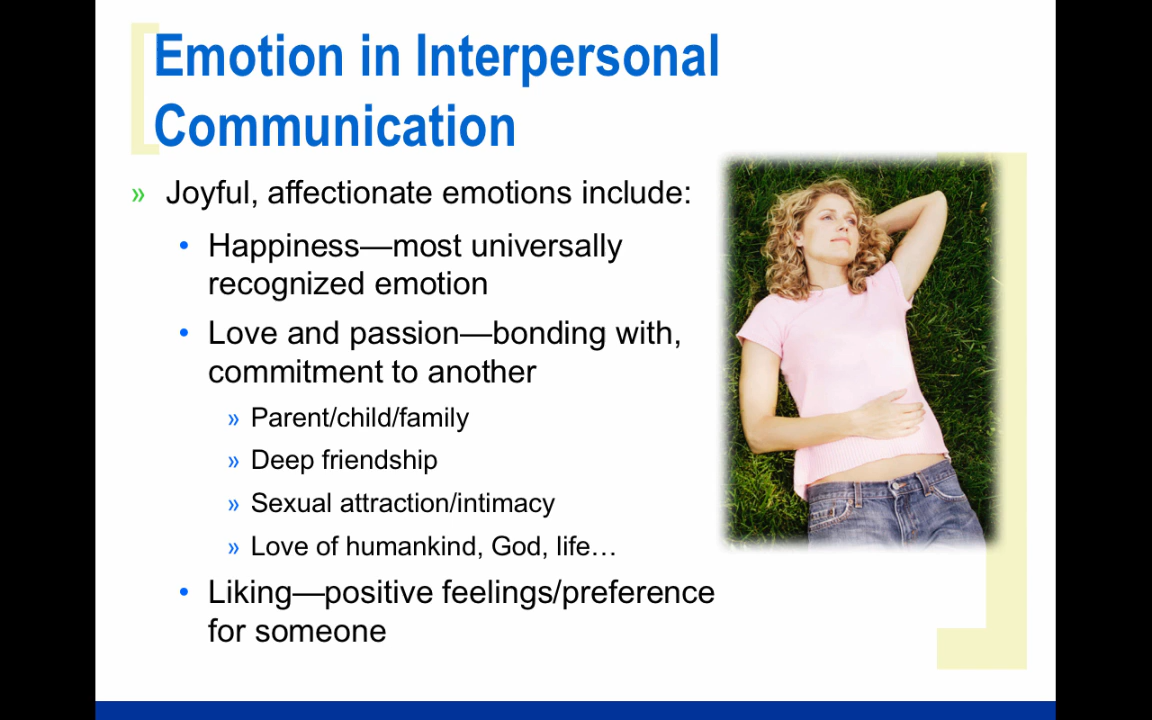 Emotion in Interpersonal
Communication
» Joyful, affectionate emotions include:
• Happiness—most universally
recognized emotion
• Love and passion—bonding with,
commitment to another
» Parent/child/family
» Deep friendship
» Sexual attraction/intimacy
» Love of humankind, God, life…
• Liking—positive feelings/preference
for someone